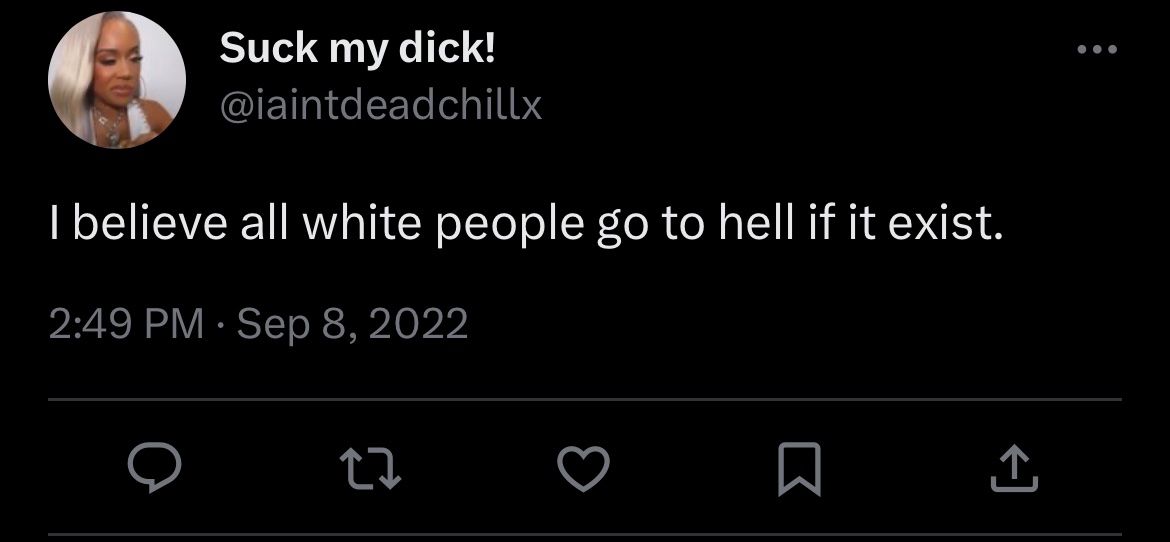 Suck my dick!
@iaintdeadchillx
I believe all white people go to hell if it exist.
2:49 PM · Sep 8, 2022